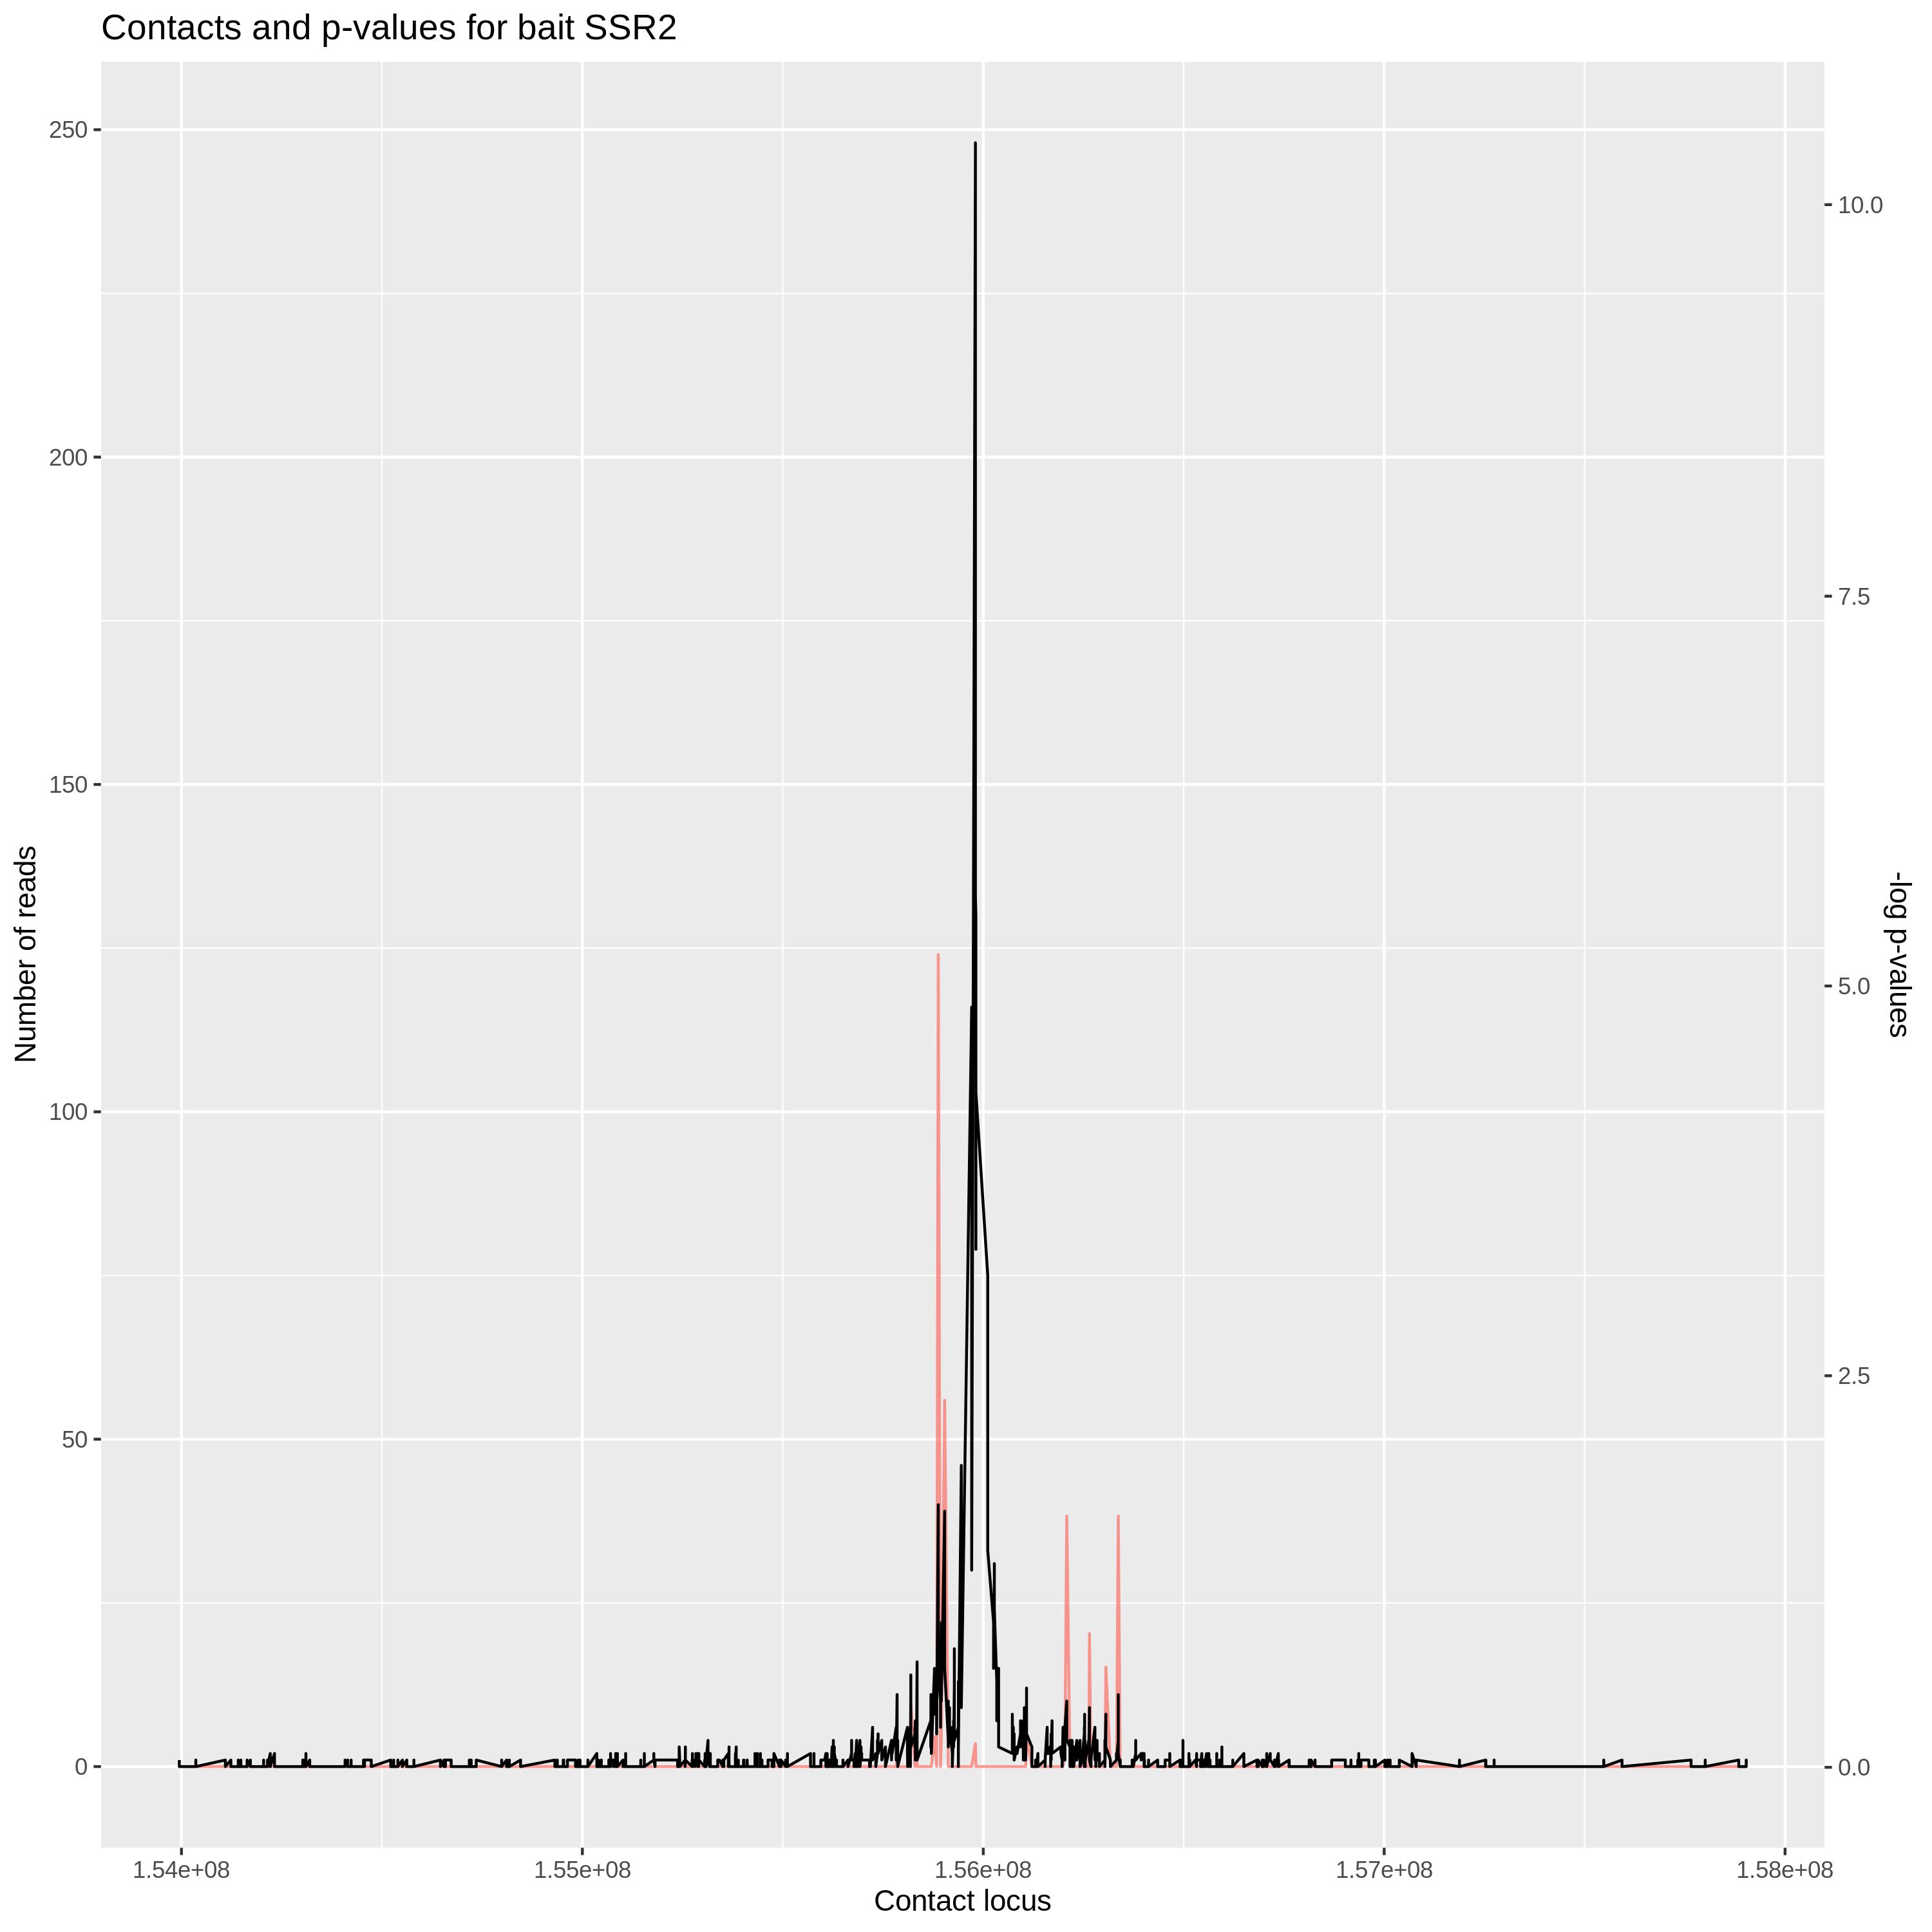 Contacts and p-values for bait SSR2
250
200
150
100
50
0
Number of reads
10.0
7.5
5.0
2.5
0.0
-log p-values
1.54e+08
1.55e+08
1.56e+08
1.57e+08
1.58e+08
Contact locus